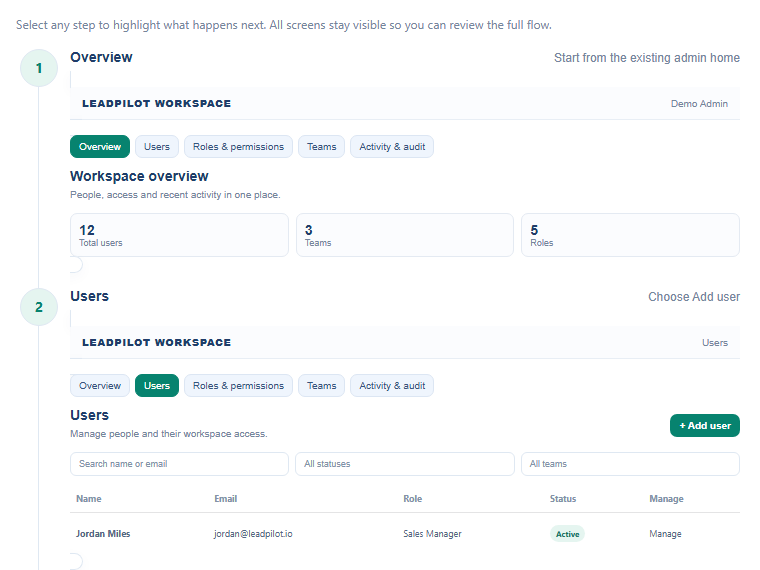 Select any step to highlight what happens next. All screens stay visible so you can review the full flow.
1 Overview Start from the existing admin home
LEADPILOT WORKSPACE Demo Admin
Overview Users Roles & permissions Teams Activity & audit
Workspace overview
People, access and recent activity in one place.
12 3 5
Total users Teams Roles
2 Users Choose Add user
LEADPILOT WORKSPACE Users
Overview Users Roles & permissions Teams Activity & audit
Users
+ Add user
Manage people and their workspace access.
Search name or email All statuses All teams
Name Email Role Status Manage
Jordan Miles jordan@leadpilot.io Sales Manager Active Manage